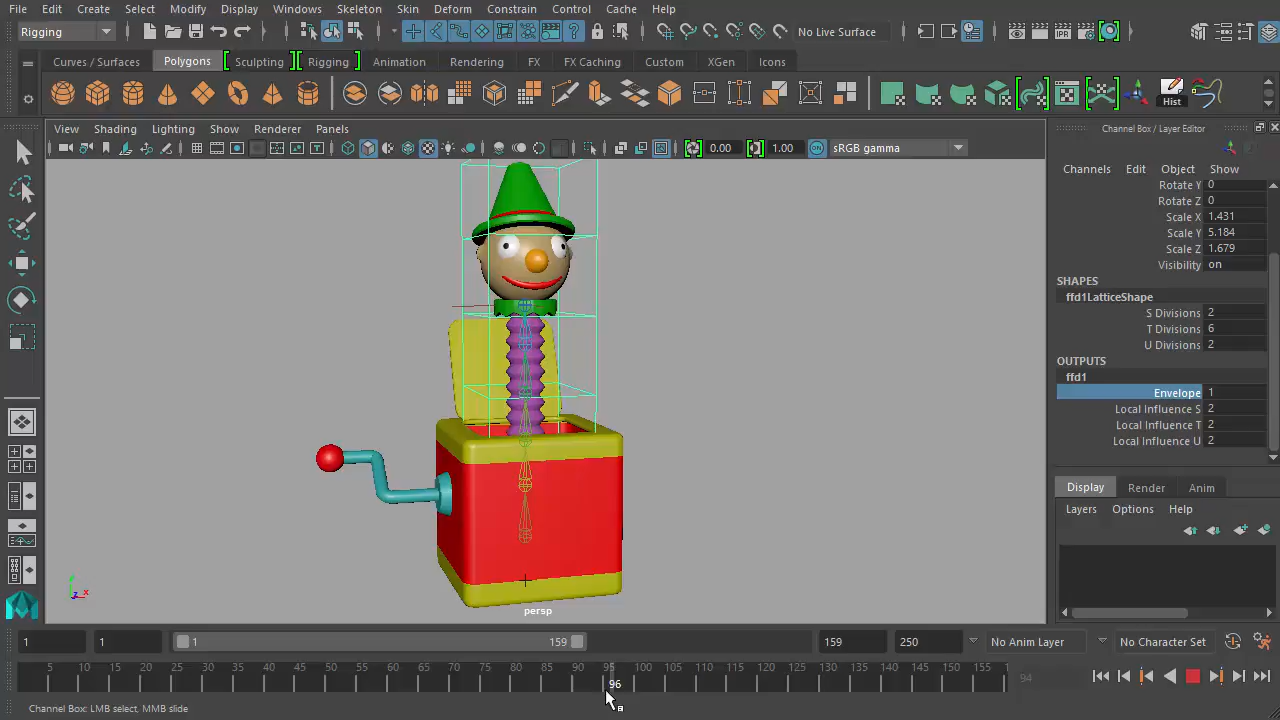 File Edit Create Select Modify Display Windows Skeleton Skin Deform Constrain Control Cache Help
Rigging No Live Surface
Curves / Surfaces Polygons Sculpting Rigging Animation Rendering FX FX Caching Custom XGen Icons
Hist
View Shading Lighting Show Renderer Panels
0.00 1.00 ON sRGB gamma
Channel Box / Layer Editor
Channels Edit Object Show
Rotate Y 0
Rotate Z 0
Scale X 1.431
Scale Y 5.184
Scale Z 1.679
Visibility on
SHAPES
ffd1LatticeShape
S Divisions 2
T Divisions 6
U Divisions 2
OUTPUTS
ffd1
Envelope 1
Local Influence S 2
Local Influence T 2
Local Influence U 2
Display Render Anim
Layers Options Help
persp
1 1 1 159 159 250 No Anim Layer No Character Set
5 10 15 20 25 30 35 40 45 50 55 60 65 70 75 80 85 90 95 100 105 110 115 120 125 130 135 140 145 150 155 1
96
94
Channel Box: LMB select, MMB slide